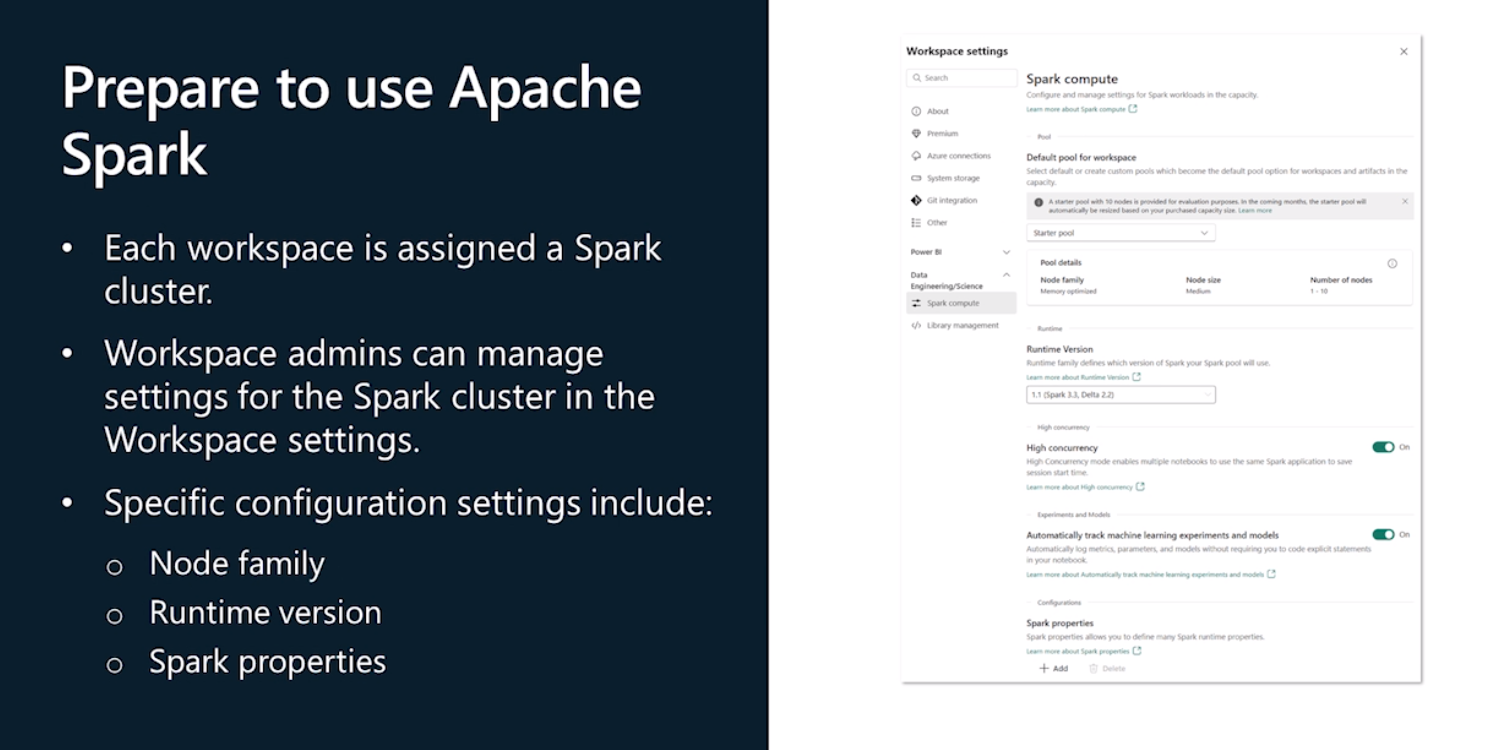 Prepare to use Apache
Spark
• Each workspace is assigned a Spark
cluster.
• Workspace admins can manage
settings for the Spark cluster in the
Workspace settings.
• Specific configuration settings include:
o Node family
o Runtime version
o Spark properties
Workspace settings
Search
About
Premium
Azure connections
System storage
Git integration
Other
Power BI
Data
Engineering/Science
Spark compute
Library management
Spark compute
Configure and manage settings for Spark workloads in the capacity.
Learn more about Spark compute
Pool
Default pool for workspace
Select default or create custom pools which become the default pool option for workspaces and artifacts in the
capacity.
A starter pool with 10 nodes is provided for evaluation purposes. In the coming months, the starter pool will
automatically be resized based on your purchased capacity size. Learn more
Starter pool
Pool details
Node family Node size Number of nodes
Memory optimized Medium 1 - 10
Runtime
Runtime Version
Runtime family defines which version of Spark your Spark pool will use.
Learn more about Runtime Version
1.1 (Spark 3.3, Delta 2.2)
High concurrency
High concurrency On
High Concurrency mode enables multiple notebooks to use the same Spark application to save
session start time.
Learn more about High concurrency
Experiments and Models
Automatically track machine learning experiments and models On
Automatically log metrics, parameters, and models without requiring you to code explicit statements
in your notebook.
Learn more about Automatically track machine learning experiments and models
Configurations
Spark properties
Spark properties allows you to define many Spark runtime properties.
Learn more about Spark properties
+ Add Delete